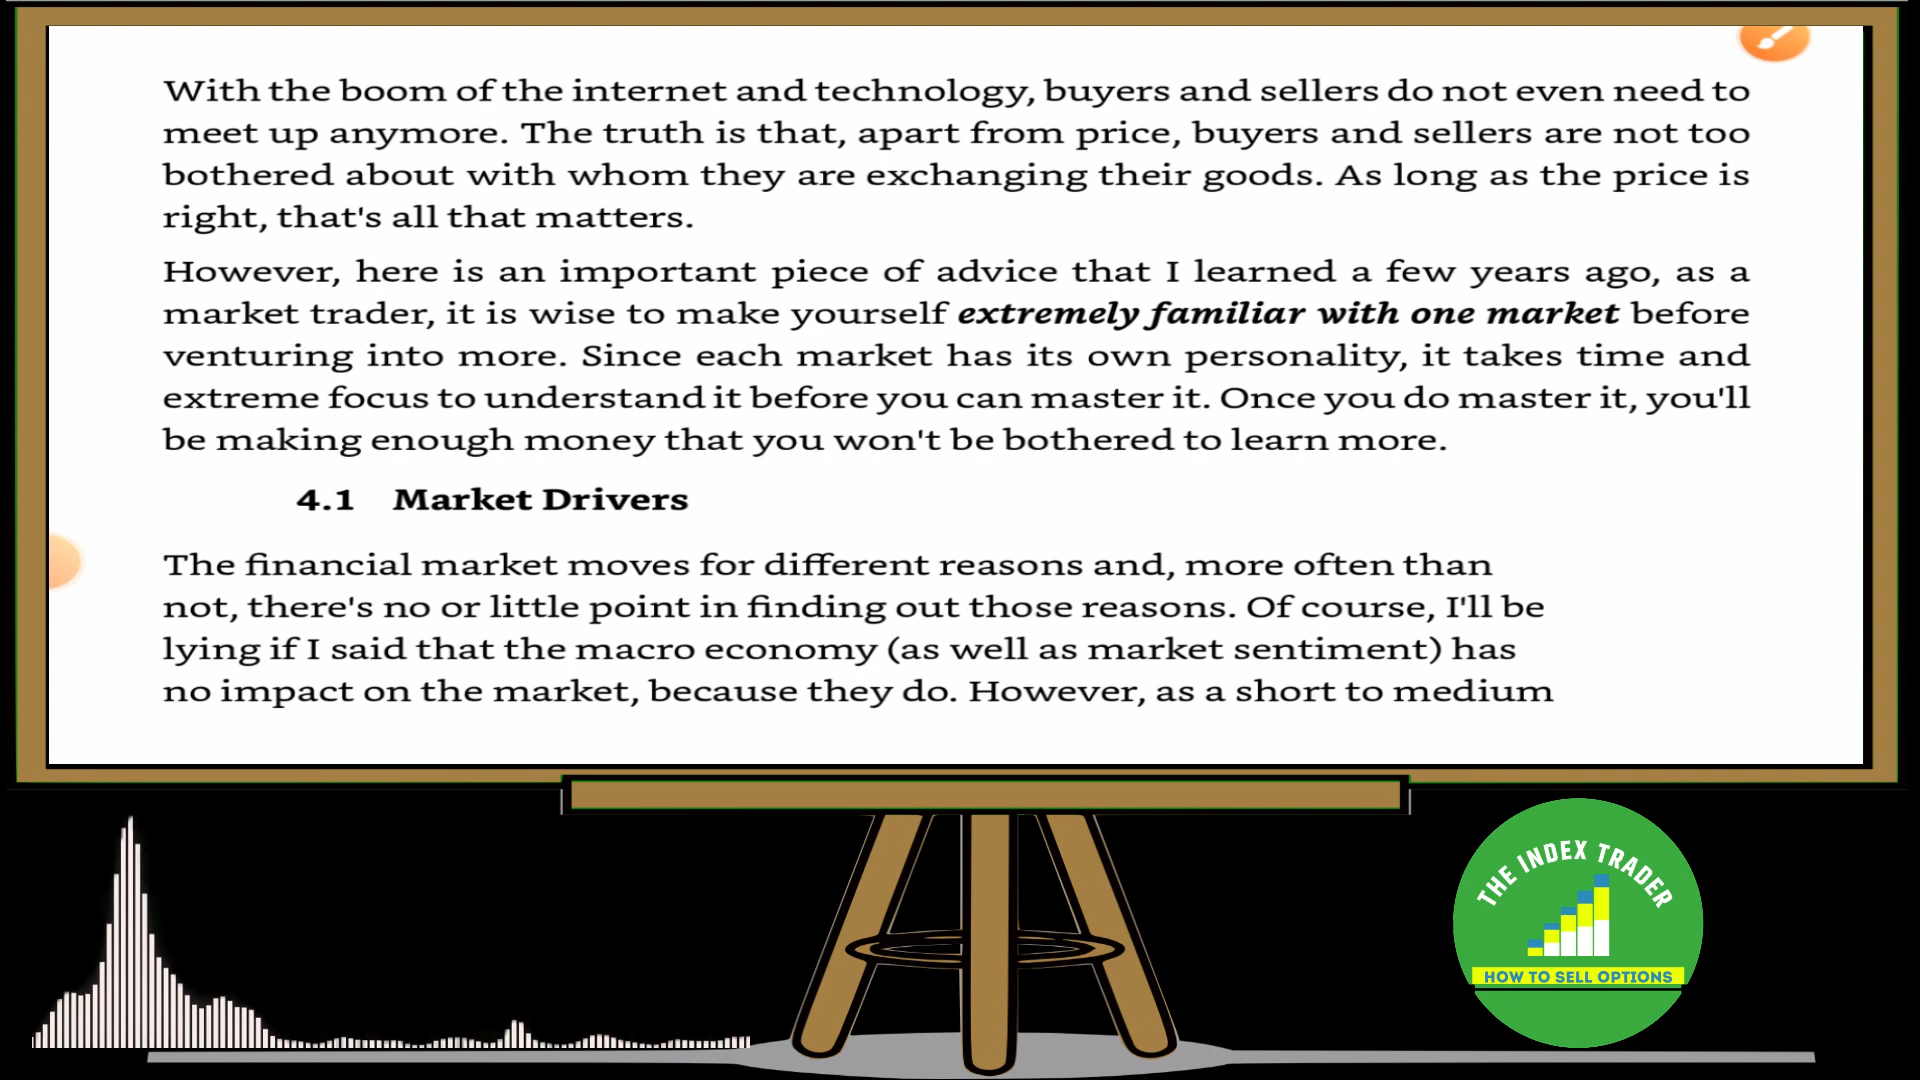 With the boom of the internet and technology, buyers and sellers do not even need to
meet up anymore. The truth is that, apart from price, buyers and sellers are not too
bothered about with whom they are exchanging their goods. As long as the price is
right, that's all that matters.
However, here is an important piece of advice that I learned a few years ago, as a
market trader, it is wise to make yourself extremely familiar with one market before
venturing into more. Since each market has its own personality, it takes time and
extreme focus to understand it before you can master it. Once you do master it, you'll
be making enough money that you won't be bothered to learn more.
4.1 Market Drivers
The financial market moves for different reasons and, more often than
not, there's no or little point in finding out those reasons. Of course, I'll be
lying if I said that the macro economy (as well as market sentiment) has
no impact on the market, because they do. However, as a short to medium
THE INDEX TRADER
HOW TO SELL OPTIONS